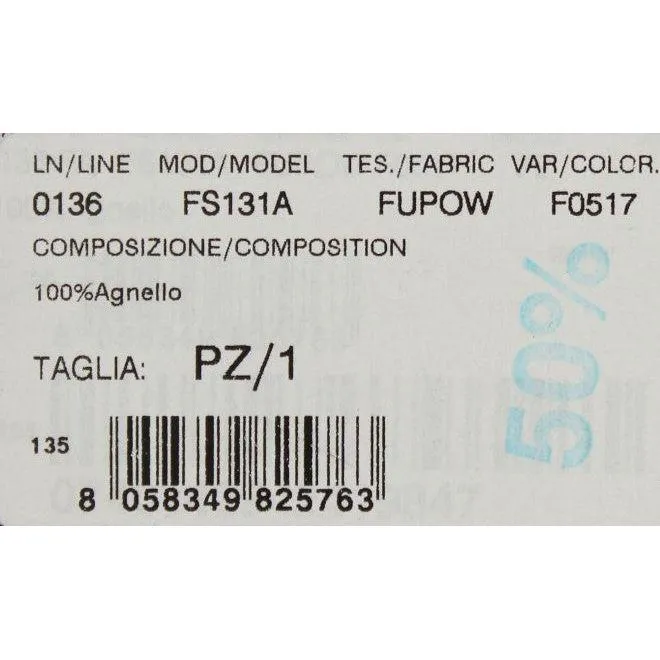 LN/LINE MOD/MODEL TES./FABRIC VAR/COLOR.
0136 FS131A FUPOW F0517
COMPOSIZIONE/COMPOSITION
100%Agnello
50%
TAGLIA: PZ/1
135
8 058349 825763